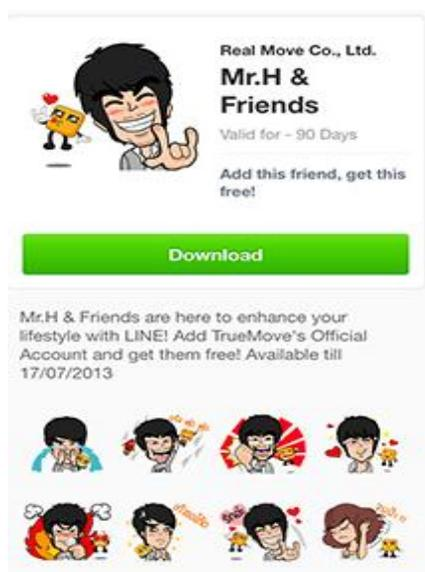 Real Move Co., Ltd.
Mr.H &
Friends
Valid for - 90 Days
Add this friend, get this
free!
Download
Mr.H & Friends are here to enhance your
lifestyle with LINE! Add TrueMove's Official
Account and get them free! Available till
17/07/2013